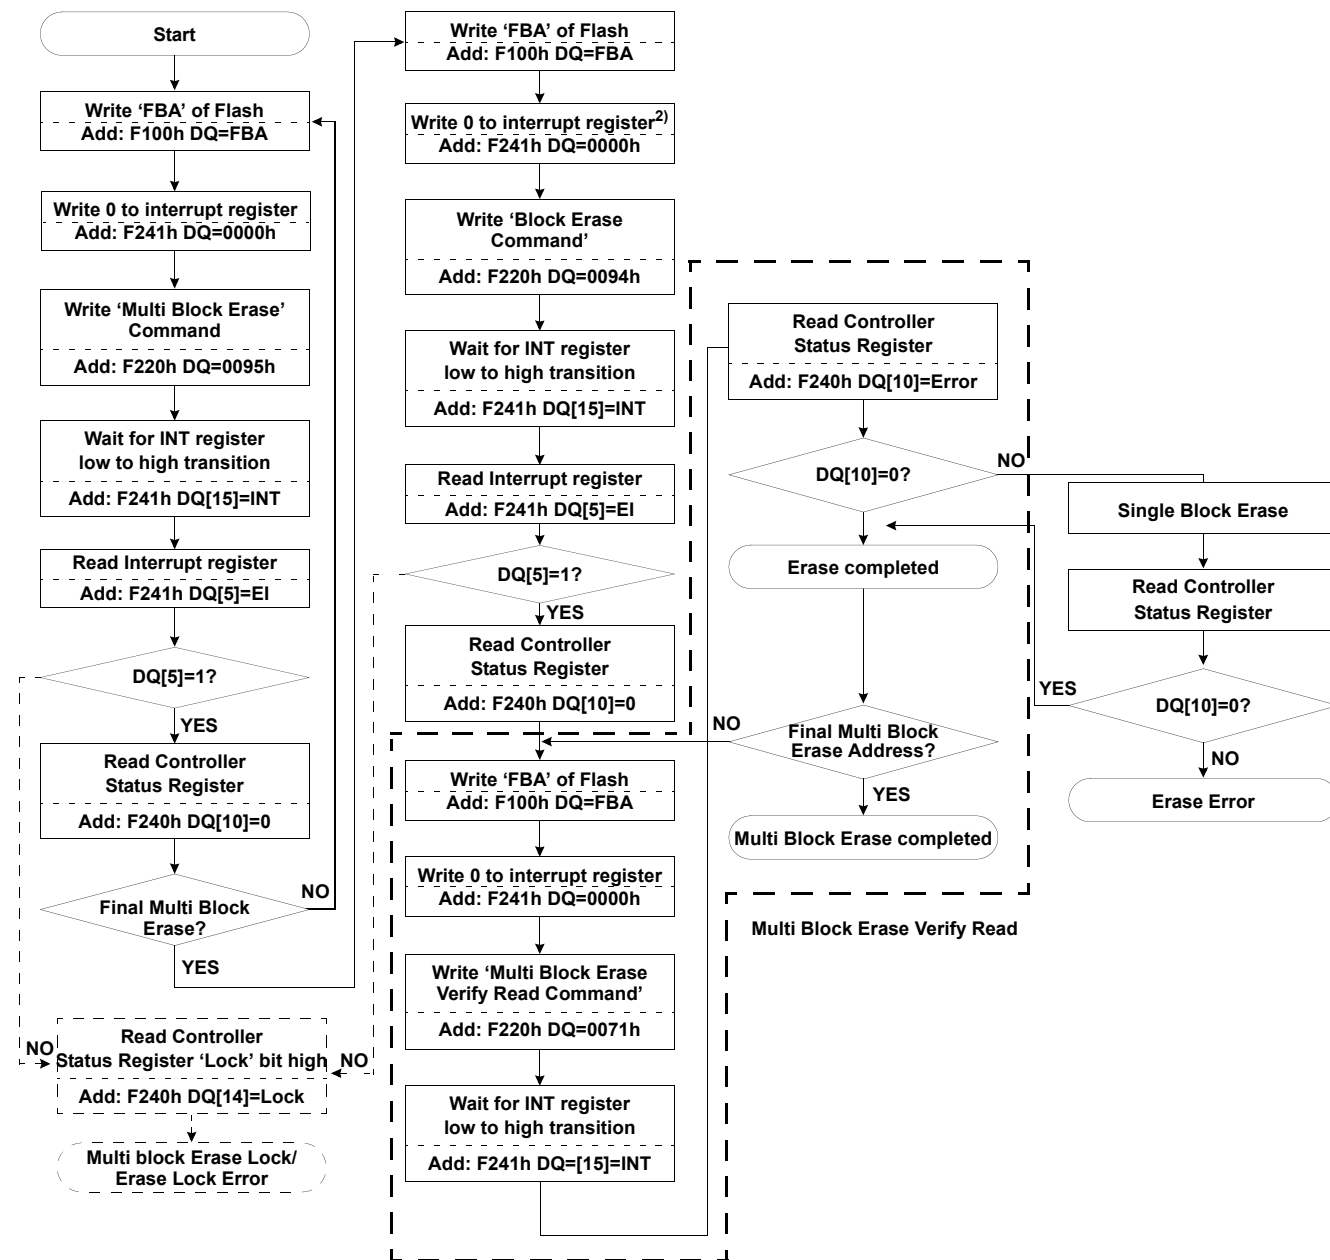 Start
Write ‘FBA’ of Flash
Add: F100h DQ=FBA
Write 0 to interrupt register
Add: F241h DQ=0000h
Write ‘Multi Block Erase’
Command
Add: F220h DQ=0095h
Wait for INT register
low to high transition
Add: F241h DQ[15]=INT
Read Interrupt register
Add: F241h DQ[5]=EI
DQ[5]=1?
YES
Read Controller
Status Register
Add: F240h DQ[10]=0
NO
Final Multi Block
Erase?
YES
NO
Read Controller
Status Register ‘Lock’ bit high
NO
Add: F240h DQ[14]=Lock
Multi block Erase Lock/
Erase Lock Error
Write ‘FBA’ of Flash
Add: F100h DQ=FBA
Write 0 to interrupt register2)
Add: F241h DQ=0000h
Write ‘Block Erase
Command’
Add: F220h DQ=0094h
Wait for INT register
low to high transition
Add: F241h DQ[15]=INT
Read Interrupt register
Add: F241h DQ[5]=EI
DQ[5]=1?
YES
Read Controller
Status Register
Add: F240h DQ[10]=0
Write ‘FBA’ of Flash
Add: F100h DQ=FBA
Write 0 to interrupt register
Add: F241h DQ=0000h
Write ‘Multi Block Erase
Verify Read Command’
Add: F220h DQ=0071h
Wait for INT register
low to high transition
Add: F241h DQ=[15]=INT
Read Controller
Status Register
Add: F240h DQ[10]=Error
DQ[10]=0?
NO
Erase completed
NO
Final Multi Block
Erase Address?
YES
Multi Block Erase completed
Multi Block Erase Verify Read
Single Block Erase
Read Controller
Status Register
YES
DQ[10]=0?
NO
Erase Error